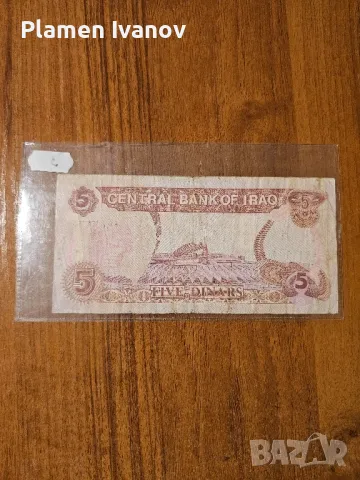 Plamen Ivanov
5 CENTRAL BANK OF IRAQ 5
5 5
FIVE DINARS
BAZAR